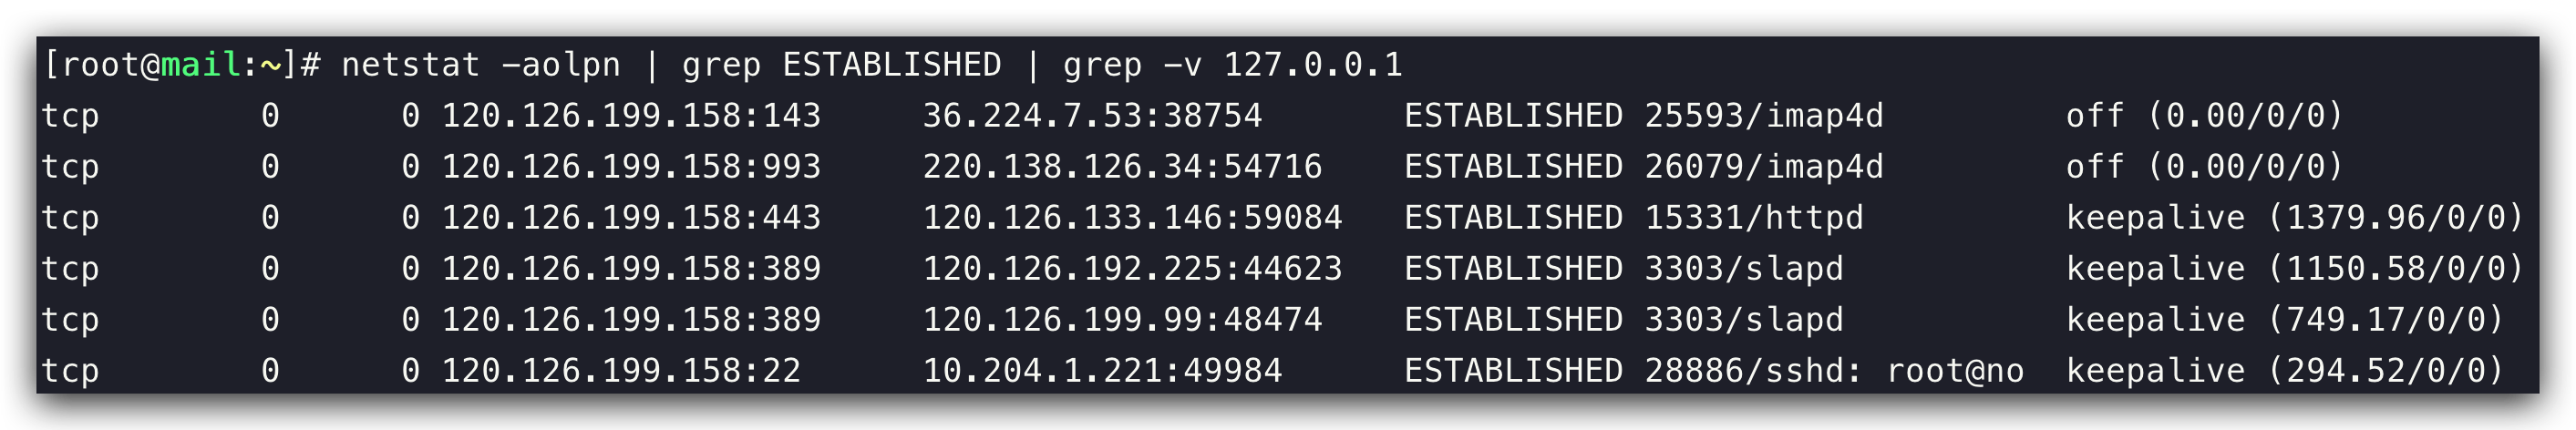 [root@mail:~]# netstat -aolpn | grep ESTABLISHED | grep -v 127.0.0.1
tcp        0      0 120.126.199.158:143     36.224.7.53:38754       ESTABLISHED 25593/imap4d         off (0.00/0/0)
tcp        0      0 120.126.199.158:993     220.138.126.34:54716    ESTABLISHED 26079/imap4d         off (0.00/0/0)
tcp        0      0 120.126.199.158:443     120.126.133.146:59084   ESTABLISHED 15331/httpd          keepalive (1379.96/0/0)
tcp        0      0 120.126.199.158:389     120.126.192.225:44623   ESTABLISHED 3303/slapd           keepalive (1150.58/0/0)
tcp        0      0 120.126.199.158:389     120.126.199.99:48474    ESTABLISHED 3303/slapd           keepalive (749.17/0/0)
tcp        0      0 120.126.199.158:22      10.204.1.221:49984      ESTABLISHED 28886/sshd: root@no  keepalive (294.52/0/0)